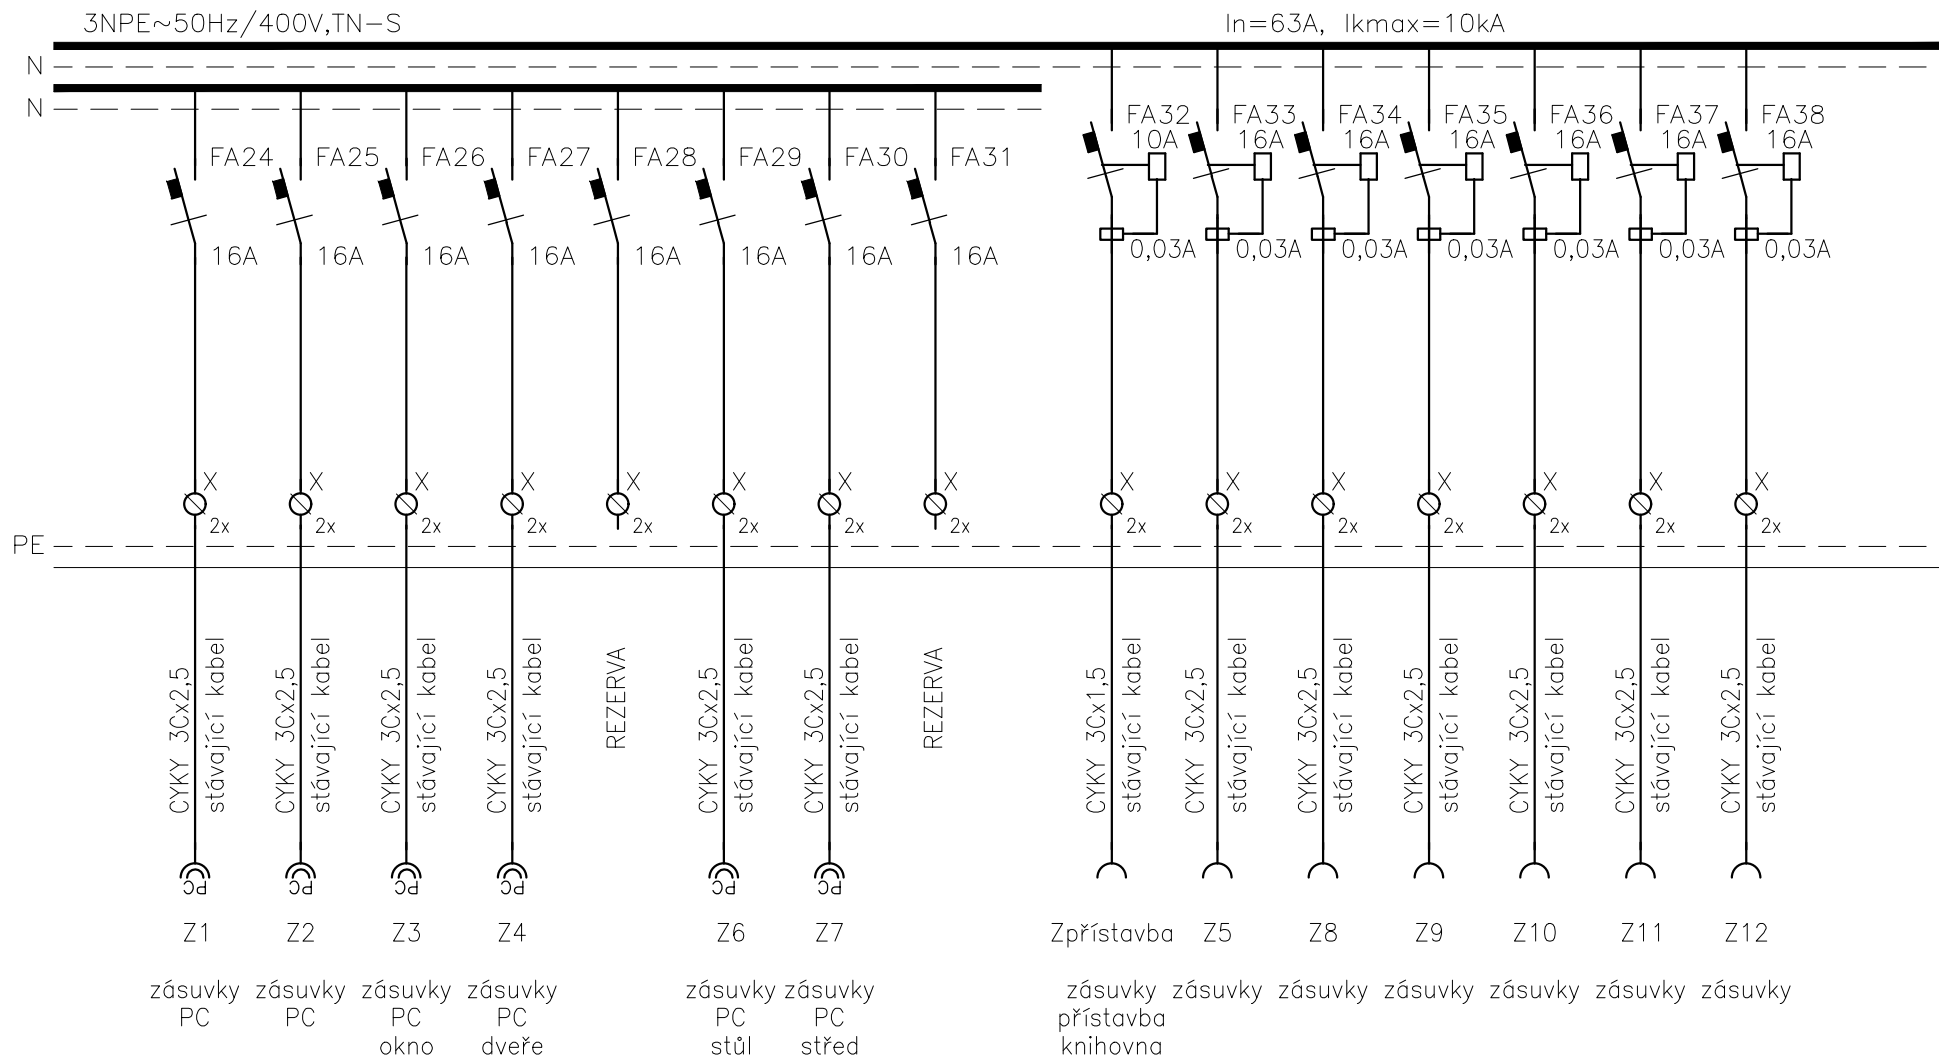 3NPE~50Hz/400V,TN-S
In=63A, Ikmax=10kA
N
N
FA32 FA33 FA34 FA35 FA36 FA37 FA38
10A 16A 16A 16A 16A 16A 16A
FA24 FA25 FA26 FA27 FA28 FA29 FA30 FA31
0,03A 0,03A 0,03A 0,03A 0,03A 0,03A 0,03A
16A 16A 16A 16A 16A 16A 16A 16A
X X X X X X X X X X X X X X X
2x 2x 2x 2x 2x 2x 2x 2x 2x 2x 2x 2x 2x 2x 2x
PE
CYKY 3Cx2,5
stávající kabel
CYKY 3Cx2,5
stávající kabel
CYKY 3Cx2,5
stávající kabel
CYKY 3Cx2,5
stávající kabel
REZERVA
CYKY 3Cx2,5
stávající kabel
CYKY 3Cx2,5
stávající kabel
REZERVA
CYKY 3Cx1,5
stávající kabel
CYKY 3Cx2,5
stávající kabel
CYKY 3Cx2,5
stávající kabel
CYKY 3Cx2,5
stávající kabel
CYKY 3Cx2,5
stávající kabel
CYKY 3Cx2,5
stávající kabel
CYKY 3Cx2,5
stávající kabel
PC PC PC PC PC PC
Z1 Z2 Z3 Z4 Z6 Z7 Zpřístavba Z5 Z8 Z9 Z10 Z11 Z12
zásuvky zásuvky zásuvky zásuvky zásuvky zásuvky zásuvky zásuvky zásuvky zásuvky zásuvky zásuvky zásuvky
PC PC PC PC PC PC přístavba
okno dveře stůl střed knihovna